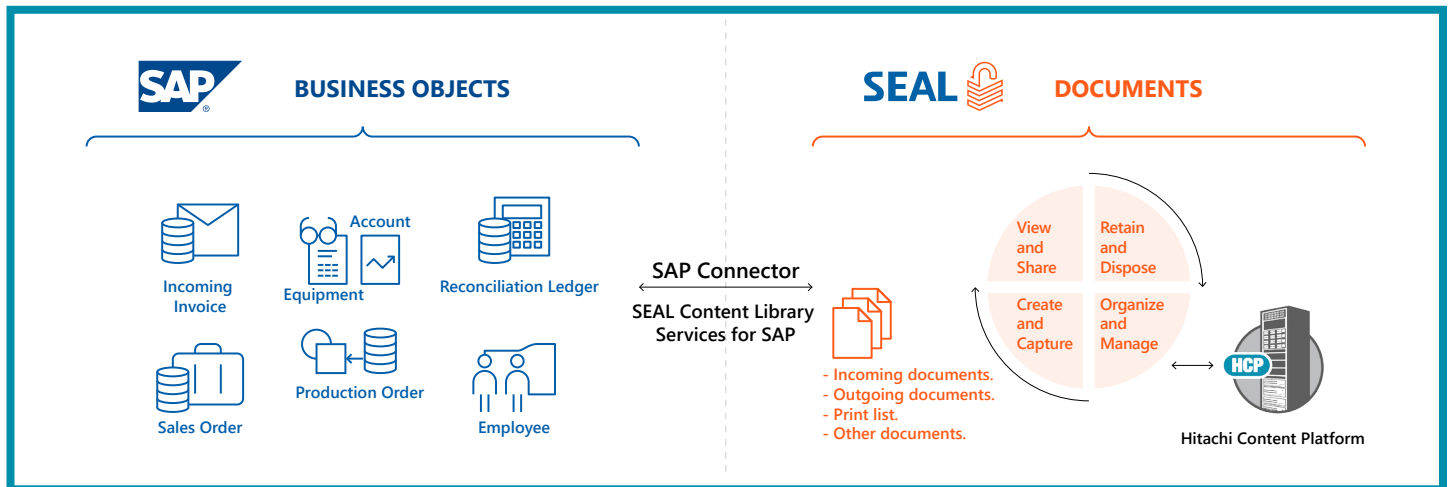 SAP
®
BUSINESS OBJECTS
Incoming
Invoice
Account
Equipment
Reconciliation Ledger
Sales Order
Production Order
Employee
SAP Connector
SEAL Content Library
Services for SAP
SEAL
DOCUMENTS
- Incoming documents.
- Outgoing documents.
- Print list.
- Other documents.
View
and
Share
Retain
and
Dispose
Create
and
Capture
Organize
and
Manage
HCP
Hitachi Content Platform